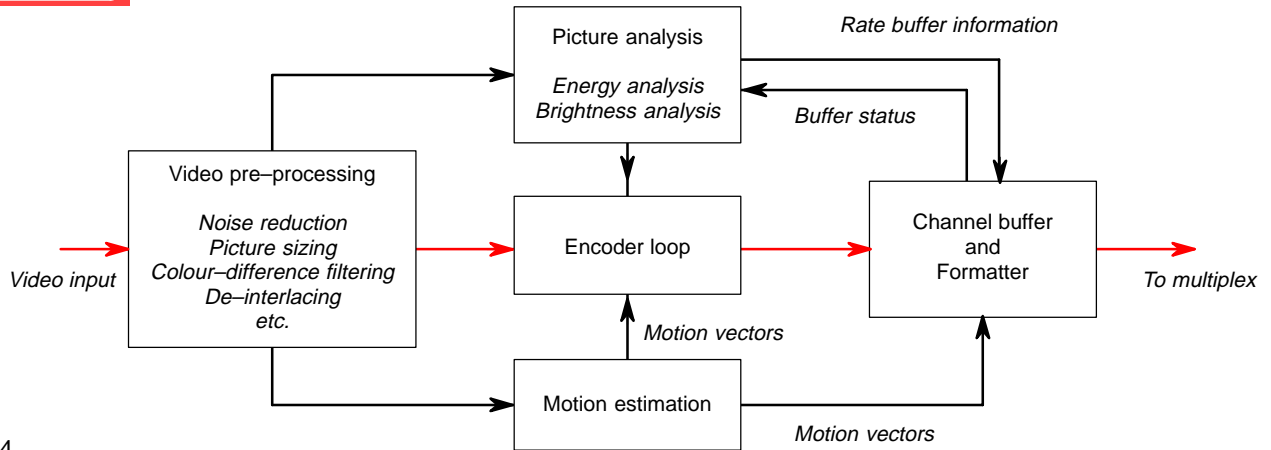 Picture analysis
Energy analysis
Brightness analysis
Rate buffer information
Buffer status
Video pre–processing
Noise reduction
Picture sizing
Colour–difference filtering
De–interlacing
etc.
Video input
Encoder loop
Channel buffer
and
Formatter
To multiplex
Motion vectors
Motion estimation
Motion vectors
4